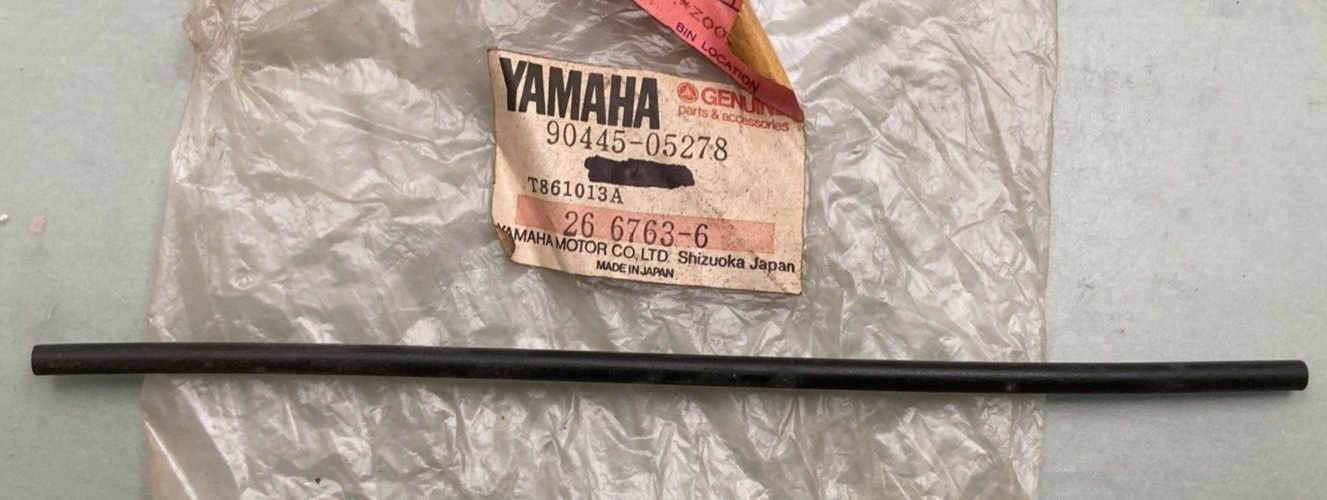 BIN LOCATION
YAMAHA
GENUINE
parts & accessories
90445-05278
T861013A
26 6763-6
YAMAHA MOTOR CO., LTD. Shizuoka Japan
MADE IN JAPAN